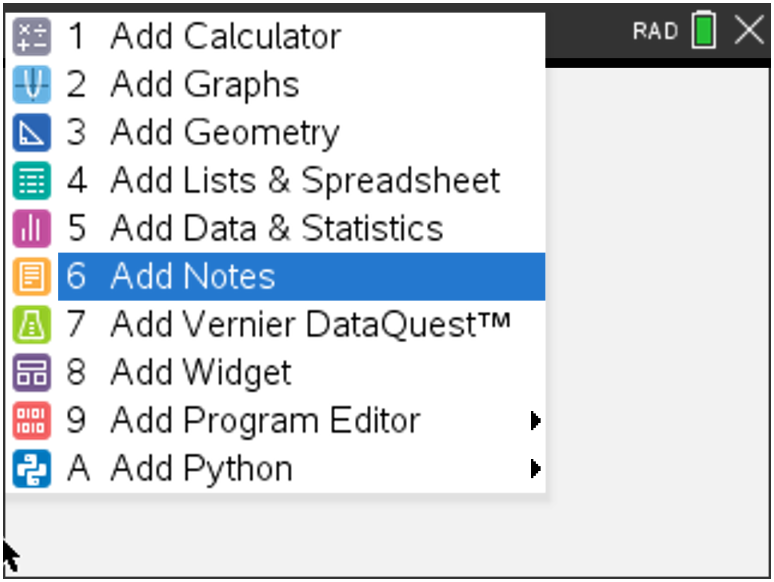 RAD
1 Add Calculator
2 Add Graphs
3 Add Geometry
4 Add Lists & Spreadsheet
5 Add Data & Statistics
6 Add Notes
7 Add Vernier DataQuest™
8 Add Widget
9 Add Program Editor
A Add Python